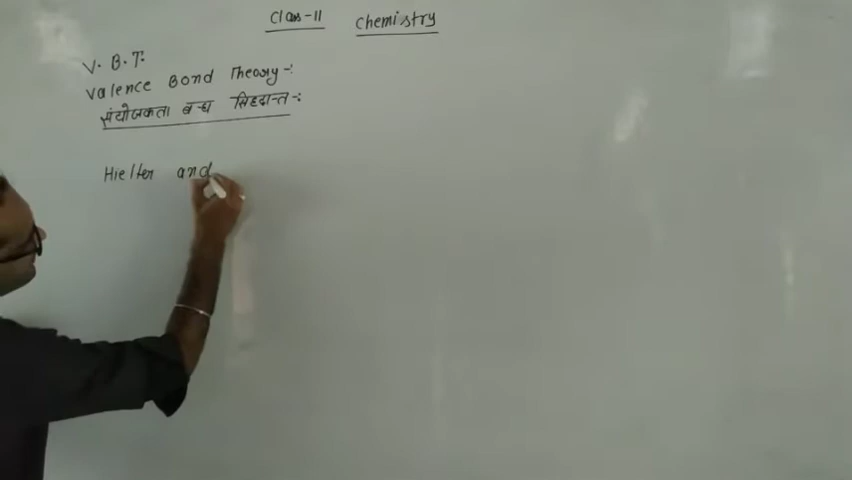 Class-11 Chemistry
V. B. T.
Valence Bond Theory -:
संयोजकता बन्ध सिद्धान्त -:
Hielter and